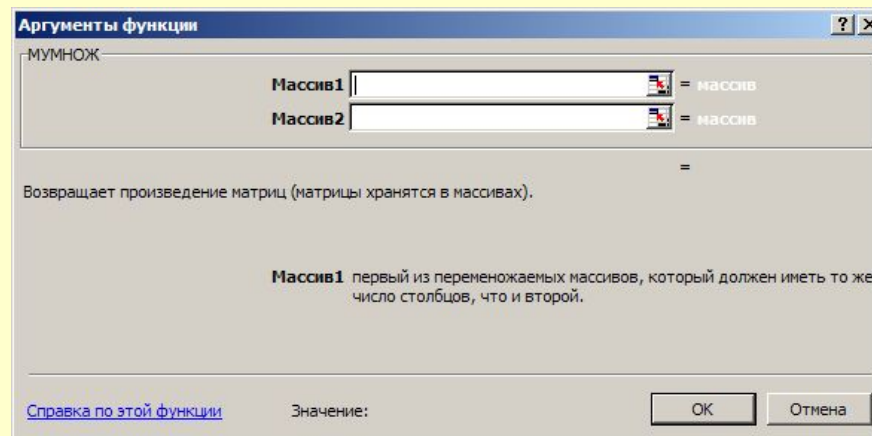 Аргументы функции
МУМНОЖ
Массив1 = массив
Массив2 = массив
=
Возвращает произведение матриц (матрицы хранятся в массивах).
Массив1 первый из переменожаемых массивов, который должен иметь то же
число столбцов, что и второй.
Справка по этой функции Значение: OK Отмена